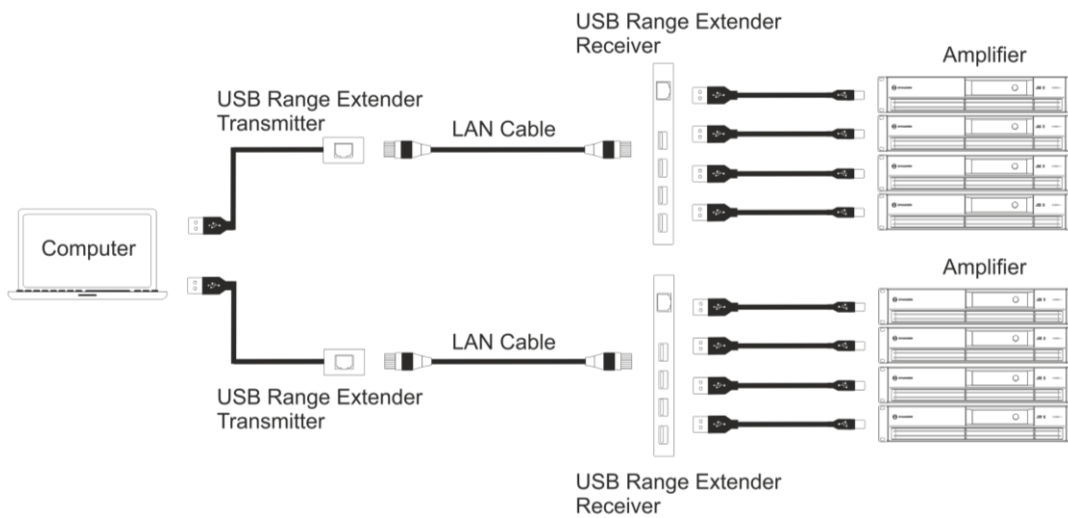 USB Range Extender
Receiver
Amplifier
USB Range Extender
Transmitter
LAN Cable
Computer
Amplifier
LAN Cable
USB Range Extender
Transmitter
USB Range Extender
Receiver